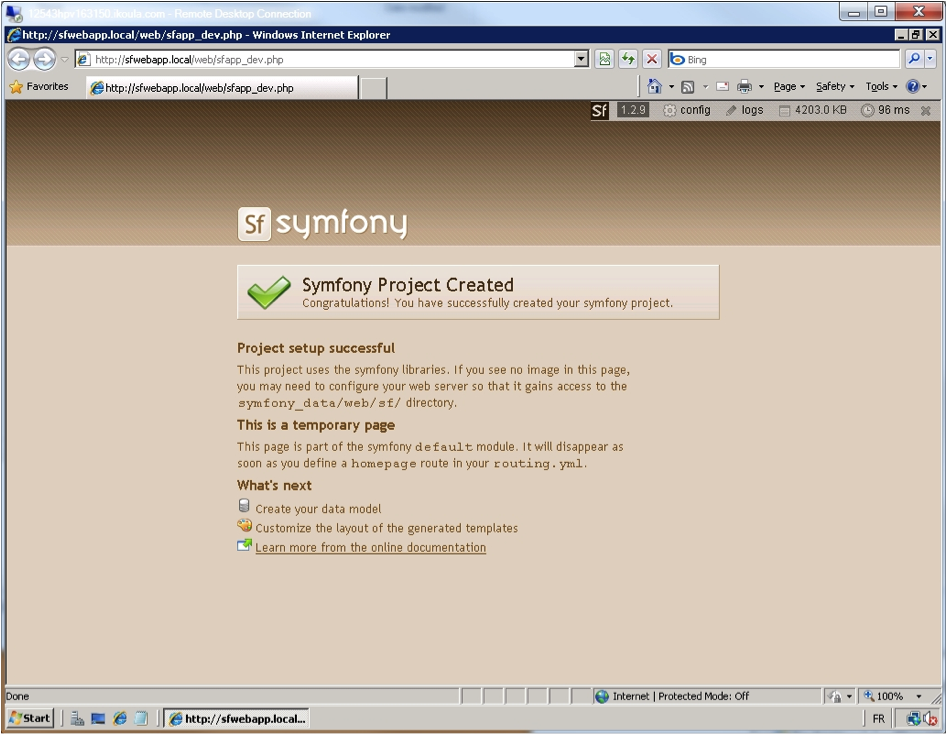 12543hpv163150.ikoula.com - Remote Desktop Connection
http://sfwebapp.local/web/sfapp_dev.php - Windows Internet Explorer
http://sfwebapp.local/web/sfapp_dev.php
Bing
Favorites
http://sfwebapp.local/web/sfapp_dev.php
Page Safety Tools
Sf 1.2.9 config logs 4203.0 KB 96 ms
Sf symfony
Symfony Project Created
Congratulations! You have successfully created your symfony project.
Project setup successful
This project uses the symfony libraries. If you see no image in this page,
you may need to configure your web server so that it gains access to the
symfony_data/web/sf/ directory.
This is a temporary page
This page is part of the symfony default module. It will disappear as
soon as you define a homepage route in your routing.yml.
What's next
Create your data model
Customize the layout of the generated templates
Learn more from the online documentation
Done
Internet | Protected Mode: Off
100%
Start
http://sfwebapp.local...
FR